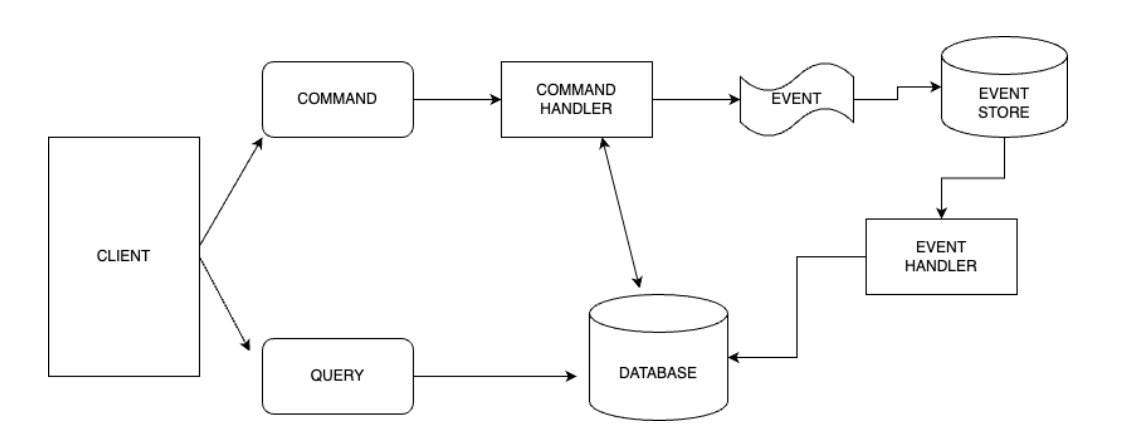 COMMAND
COMMAND
HANDLER
EVENT
EVENT
STORE
CLIENT
EVENT
HANDLER
QUERY
DATABASE